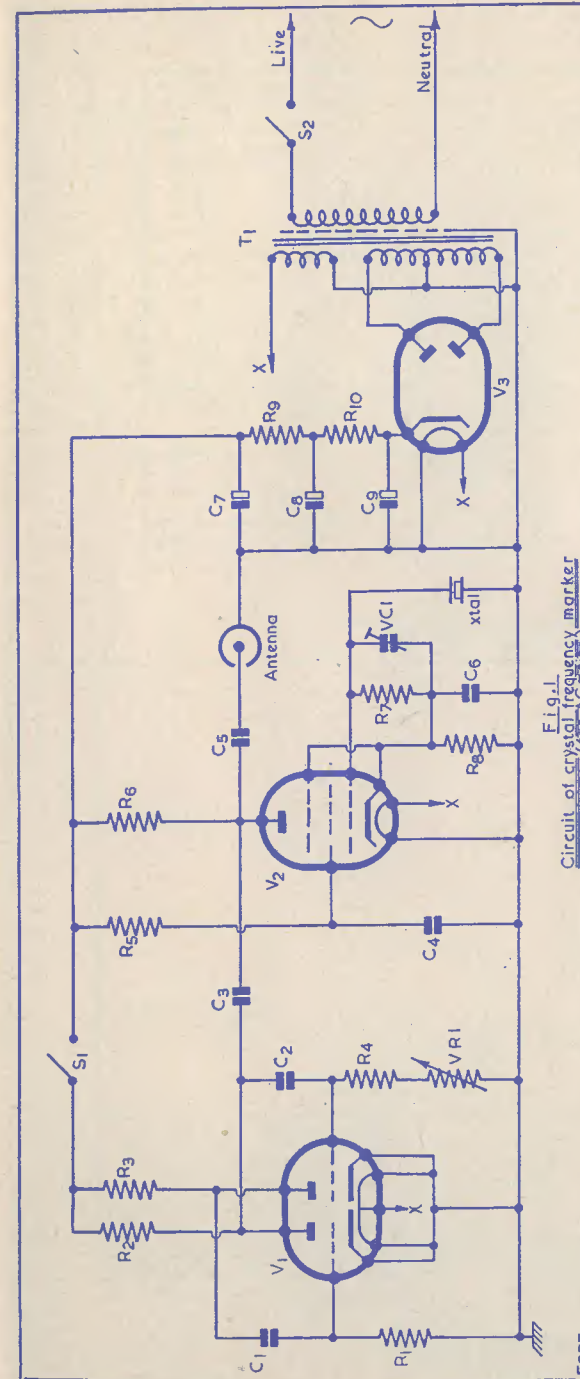 S1
R2
R3
R5
R6
R9
R10
X
T1
S2
Live
Neutral
C1
V1
C2
C3
V2
C5
Antenna
C7
C8
C9
V3
X
R1
X
R4
VR1
C4
X
R8
R7
C6
VC1
xtal
Fig.1
Circuit of crystal frequency marker